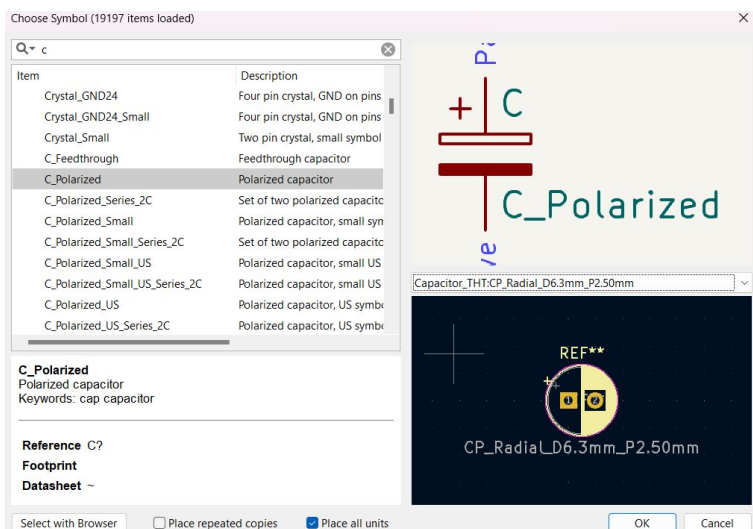 Choose Symbol (19197 items loaded)
c
Item Description
Crystal_GND24 Four pin crystal, GND on pins
Crystal_GND24_Small Four pin crystal, GND on pins
Crystal_Small Two pin crystal, small symbol
C_Feedthrough Feedthrough capacitor
C_Polarized Polarized capacitor
C_Polarized_Series_2C Set of two polarized capacitc
C_Polarized_Small Polarized capacitor, small sym
C_Polarized_Small_Series_2C Set of two polarized capacitc
C_Polarized_Small_US Polarized capacitor, small US
C_Polarized_Small_US_Series_2C Polarized capacitor, small US
C_Polarized_US Polarized capacitor, US symbo
C_Polarized_US_Series_2C Polarized capacitor, US symbo
C_Polarized
Polarized capacitor
Keywords: cap capacitor
Reference C?
Footprint
Datasheet ~
Select with Browser Place repeated copies Place all units
Pa
+ C
C_Polarized
ve
Capacitor_THT:CP_Radial_D6.3mm_P2.50mm
REF**
1 2
CP_Radial_D6.3mm_P2.50mm
OK Cancel